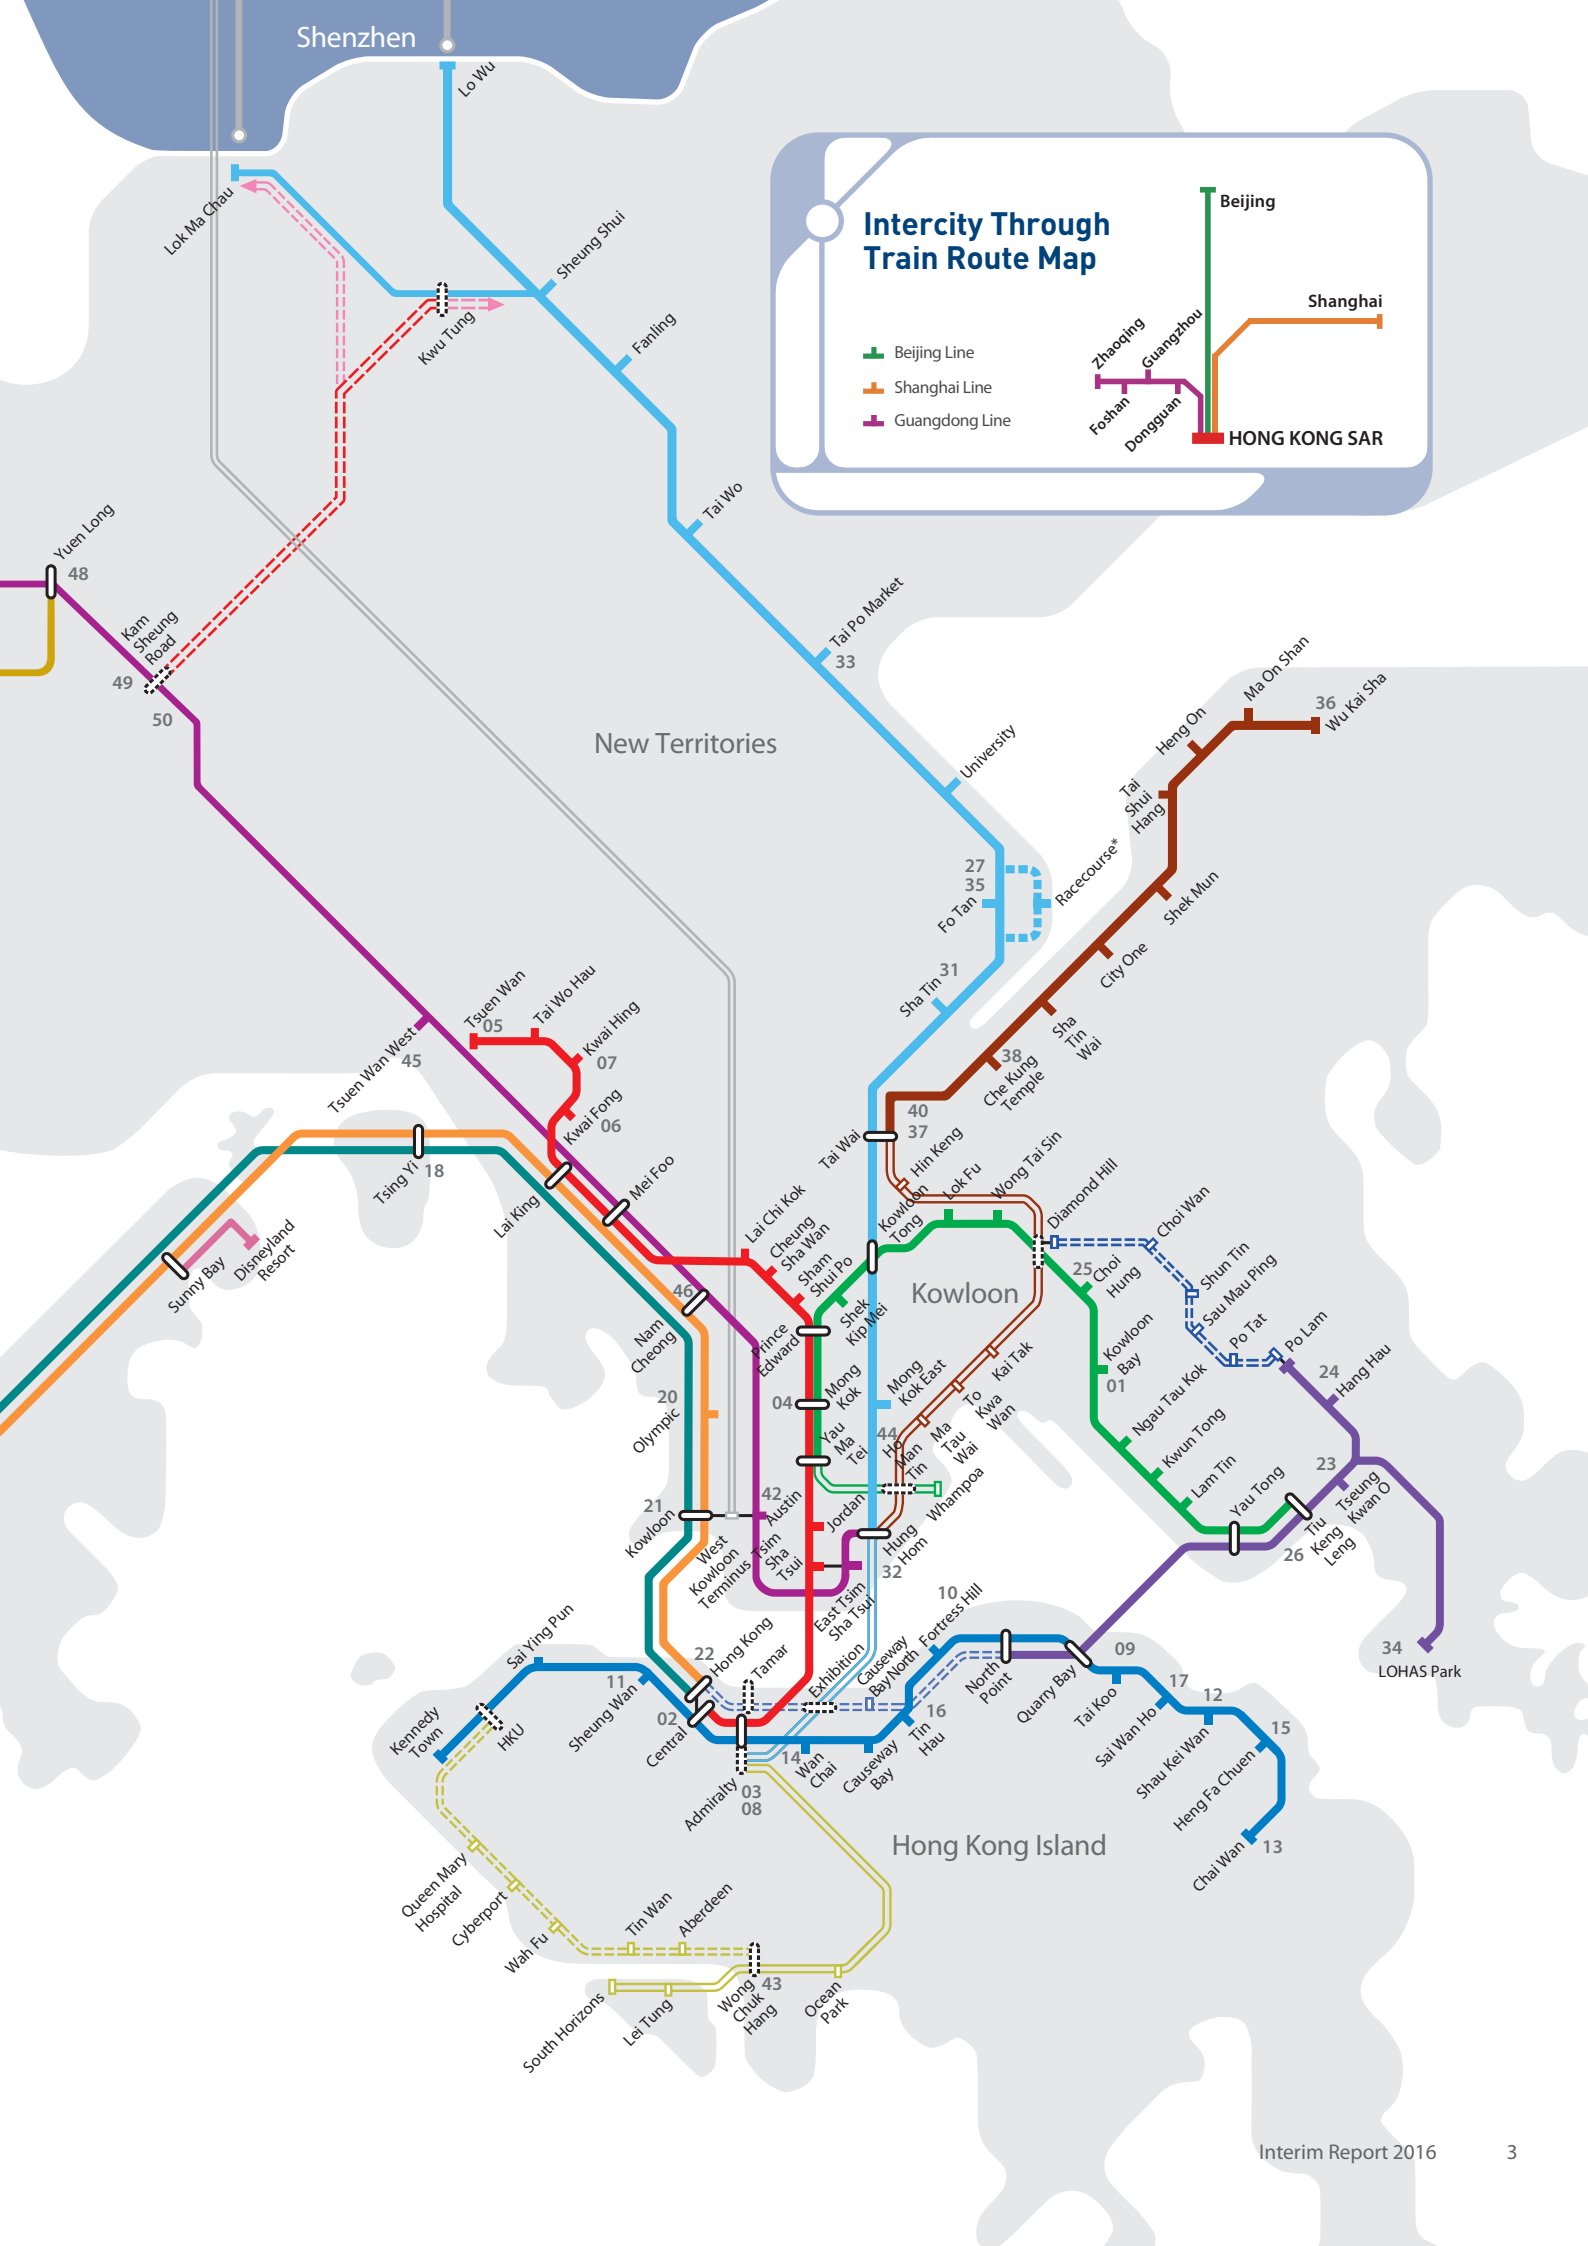 Shenzhen
Lo Wu
Lok Ma Chau
Sheung Shui
Kwu Tung
Fanling
Intercity Through
Train Route Map
Beijing Line
Shanghai Line
Guangdong Line
Beijing
Shanghai
Zhaoqing
Guangzhou
Foshan
Dongguan
HONG KONG SAR
Tai Wo
Yuen Long
48
Kam
Sheung
Road
49
50
Tai Po Market
33
New Territories
University
Ma On Shan
36
Wu Kai Sha
Heng On
Tai
Shui
Hang
Racecourse*
27
35
Fo Tan
Shek Mun
City One
31
Sha Tin
Sha
Tin
Wai
38
Che Kung
Temple
Tsuen Wan
05
Tai Wo Hau
Kwai Hing
07
Tsuen Wan West
45
Kwai Fong
06
40
37
Tai Wai
Hin Keng
Tsing Yi
18
Lai King
Mei Foo
Lai Chi Kok
Cheung
Sha Wan
Sham
Shui Po
Kowloon
Tong
Lok Fu
Wong Tai Sin
Diamond Hill
Choi Wan
Sunny Bay
Disneyland
Resort
46
Nam
Cheong
Prince
Edward
Shek
Kip Mei
Kowloon
25
Choi
Hung
Shun Tin
Sau Mau Ping
Po Tat
Po Lam
24
Hang Hau
Kowloon
Bay
01
Kai Tak
To
Kwa
Wan
Mong
Kok East
Mong
Kok
04
20
Olympic
Yau
Ma
Tei
44
Ho
Man
Tin
Ma
Tau
Wai
Whampoa
Ngau Tau Kok
Kwun Tong
Lam Tin
Yau Tong
23
Tseung
Kwan O
Tiu
Keng
Leng
26
21
Kowloon
42
Austin
West
Kowloon
Terminus
Jordan
Tsim
Sha
Tsui
East Tsim
Sha Tsui
Hung
Hom
32
34
LOHAS Park
Sai Ying Pun
22
Hong Kong
Tamar
Exhibition
Causeway
Bay North
10
Fortress Hill
North
Point
Quarry Bay
09
Tai Koo
17
Sai Wan Ho
12
Shau Kei Wan
15
Heng Fa Chuen
Chai Wan
13
Kennedy
Town
HKU
11
Sheung Wan
02
Central
Admiralty
03
08
14
Wan
Chai
Causeway
Bay
16
Tin
Hau
Hong Kong Island
Queen Mary
Hospital
Cyberport
Wah Fu
Tin Wan
Aberdeen
South Horizons
Lei Tung
Wong
Chuk
Hang
43
Ocean
Park
Interim Report 2016
3